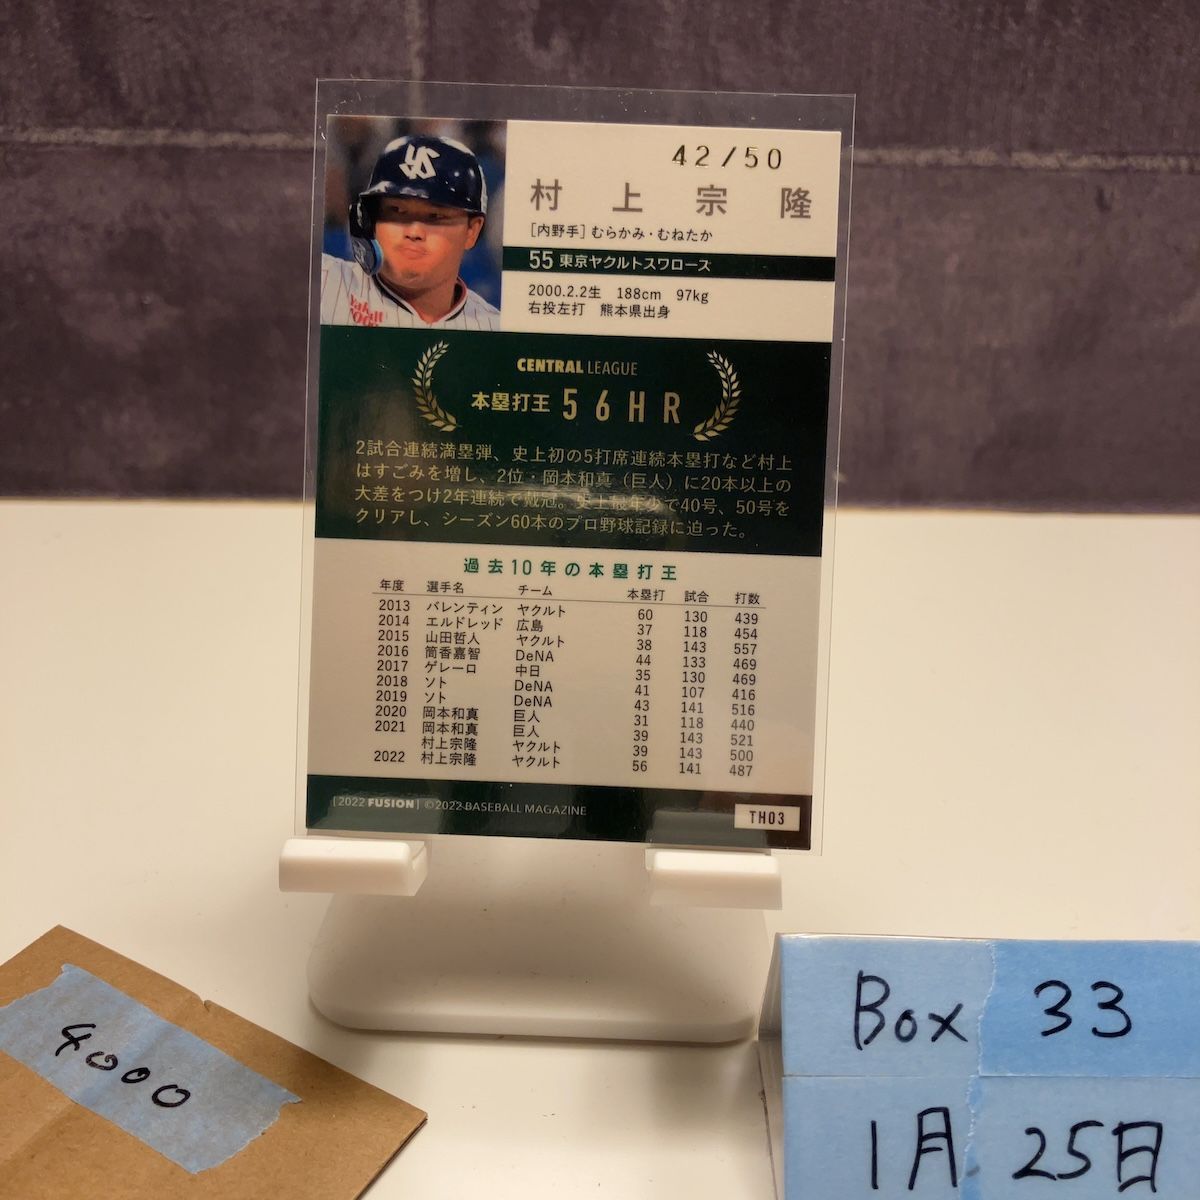 YS
42/50
村上宗隆
[内野手] むらかみ・むねたか
55 東京ヤクルトスワローズ
2000.2.2生 188cm 97kg
右投左打 熊本県出身
CENTRAL LEAGUE
本塁打王 56HR
2試合連続満塁弾、史上初の5打席連続本塁打など村上
はすごみを増し、2位・岡本和真（巨人）に20本以上の
大差をつけ2年連続で戴冠。史上最年少で40号、50号を
クリアし、シーズン60本のプロ野球記録に迫った。
過去10年の本塁打王
年度 選手名 チーム 本塁打 試合 打数
2013 バレンティン ヤクルト 60 130 439
2014 エルドレッド 広島 37 118 454
2015 山田哲人 ヤクルト 38 143 557
2016 筒香嘉智 DeNA 44 133 469
2017 ゲレーロ 中日 35 130 469
2018 ソト DeNA 41 107 416
2019 ソト DeNA 43 141 516
2020 岡本和真 巨人 31 118 440
2021 岡本和真 巨人 39 143 521
村上宗隆 ヤクルト 39 143 500
2022 村上宗隆 ヤクルト 56 141 487
[2022 FUSION] ©2022 BASEBALL MAGAZINE
TH03
4000
Box 33
1月25日